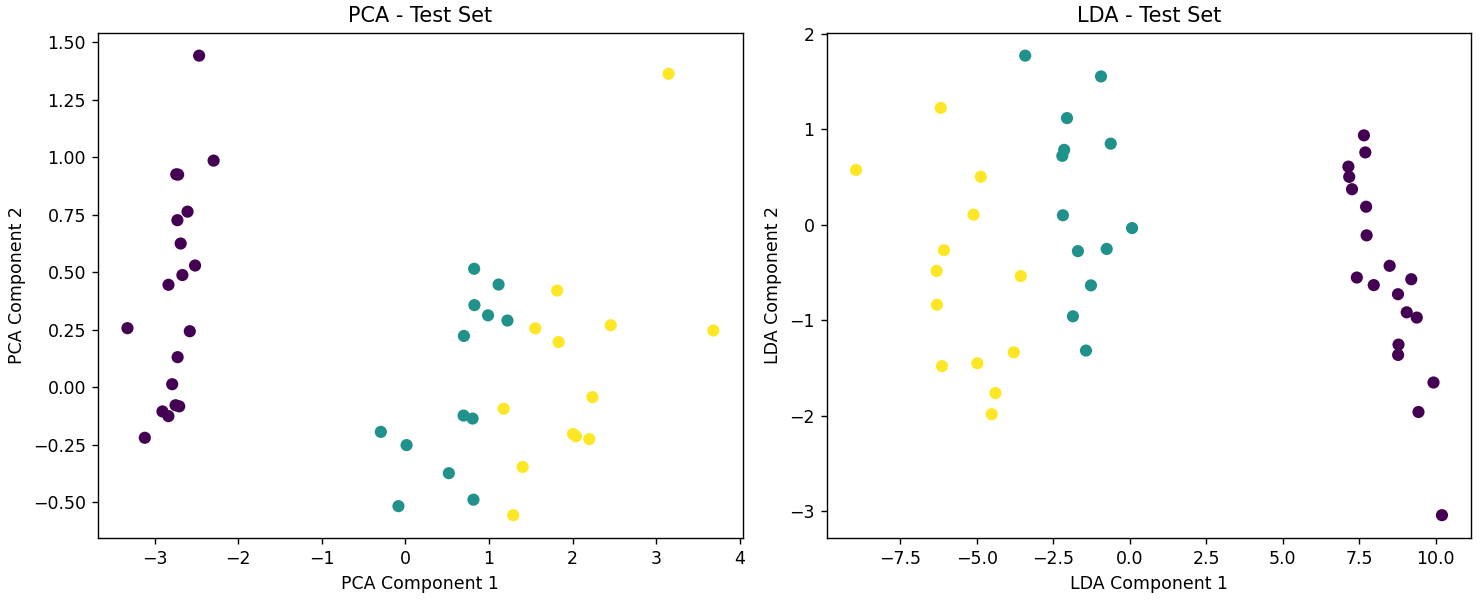 PCA - Test Set
1.50
1.25
1.00
0.75
0.50
0.25
0.00
−0.25
−0.50
PCA Component 2
−3 −2 −1 0 1 2 3 4
PCA Component 1
LDA - Test Set
2
1
0
−1
−2
−3
LDA Component 2
−7.5 −5.0 −2.5 0.0 2.5 5.0 7.5 10.0
LDA Component 1